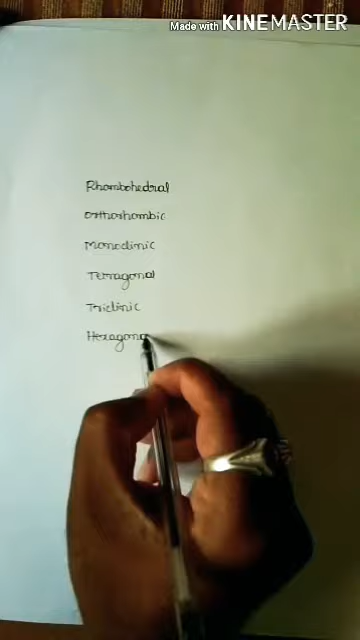 Made with KINEMASTER
Rhombohedral
Orthorhombic
Monoclinic
Tetragonal
Triclinic
Hexagona